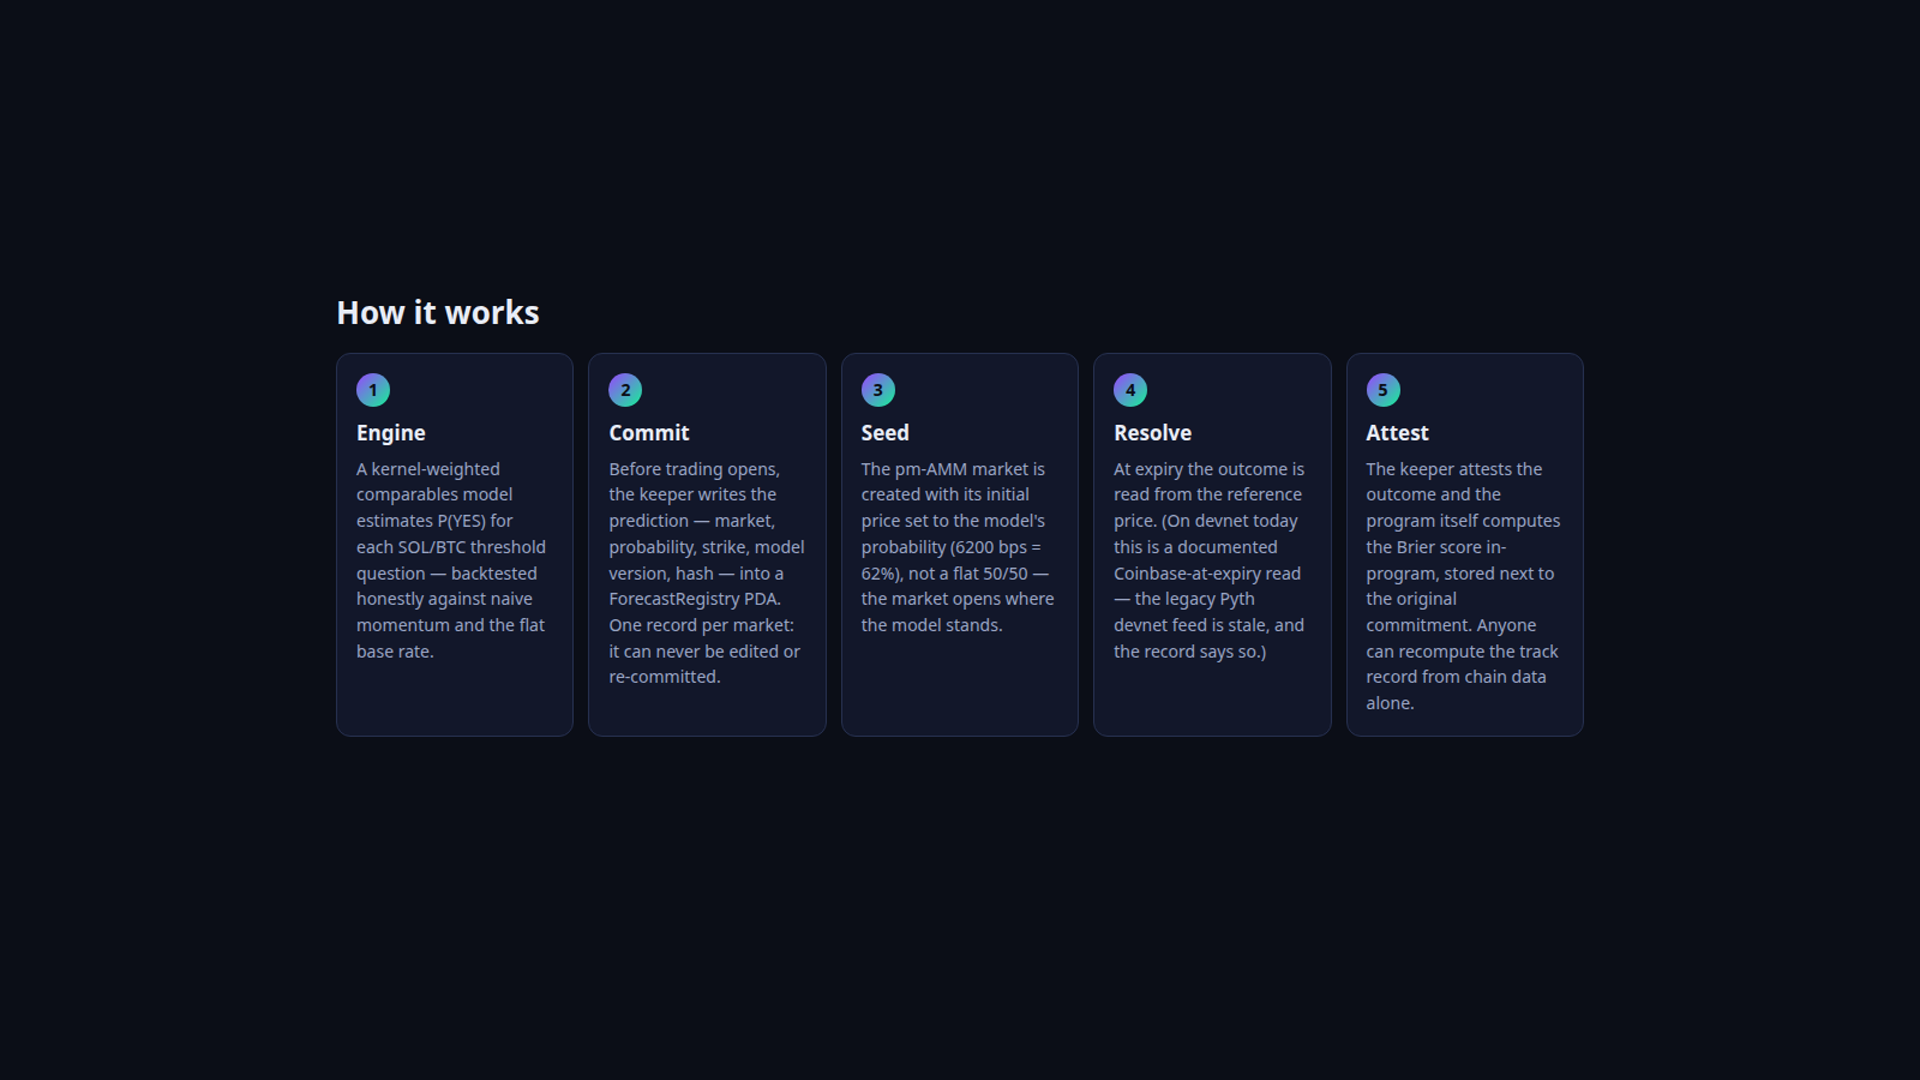 How it works
1
Engine
A kernel-weighted
comparables model
estimates P(YES) for
each SOL/BTC threshold
question — backtested
honestly against naive
momentum and the flat
base rate.
2
Commit
Before trading opens,
the keeper writes the
prediction — market,
probability, strike, model
version, hash — into a
ForecastRegistry PDA.
One record per market:
it can never be edited or
re-committed.
3
Seed
The pm-AMM market is
created with its initial
price set to the model's
probability (6200 bps =
62%), not a flat 50/50 —
the market opens where
the model stands.
4
Resolve
At expiry the outcome is
read from the reference
price. (On devnet today
this is a documented
Coinbase-at-expiry read
— the legacy Pyth
devnet feed is stale, and
the record says so.)
5
Attest
The keeper attests the
outcome and the
program itself computes
the Brier score in-
program, stored next to
the original
commitment. Anyone
can recompute the track
record from chain data
alone.